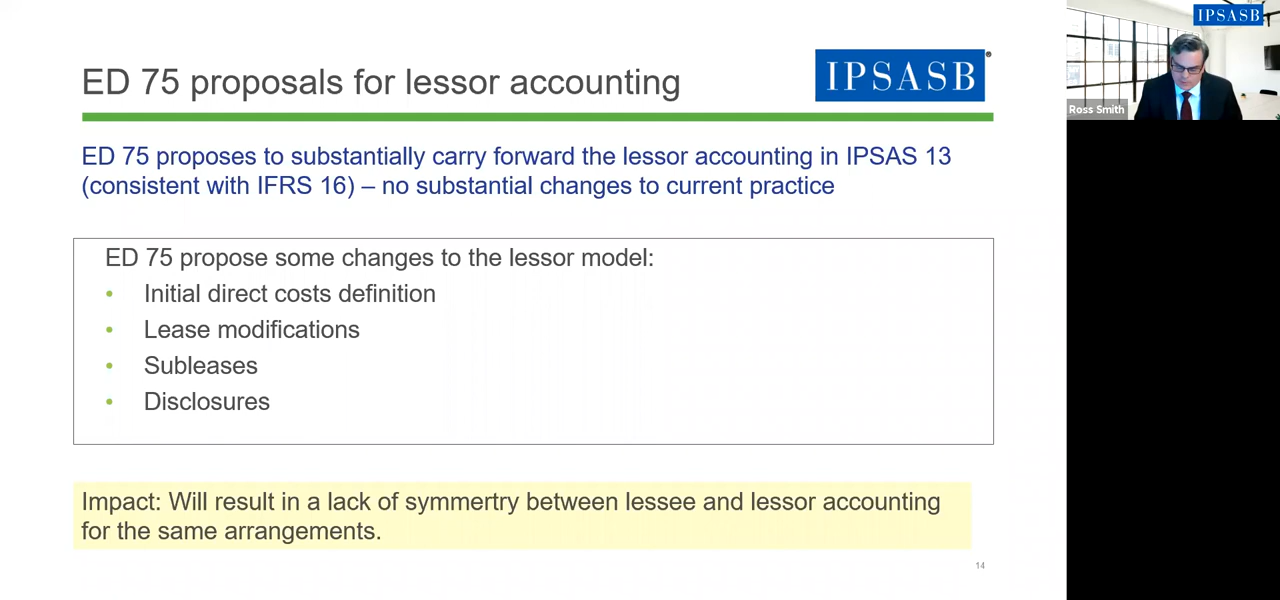 IPSASB
ED 75 proposals for lessor accounting
IPSASB
Ross Smith
ED 75 proposes to substantially carry forward the lessor accounting in IPSAS 13
(consistent with IFRS 16) – no substantial changes to current practice
ED 75 propose some changes to the lessor model:
• Initial direct costs definition
• Lease modifications
• Subleases
• Disclosures
Impact: Will result in a lack of symmertry between lessee and lessor accounting
for the same arrangements.
14